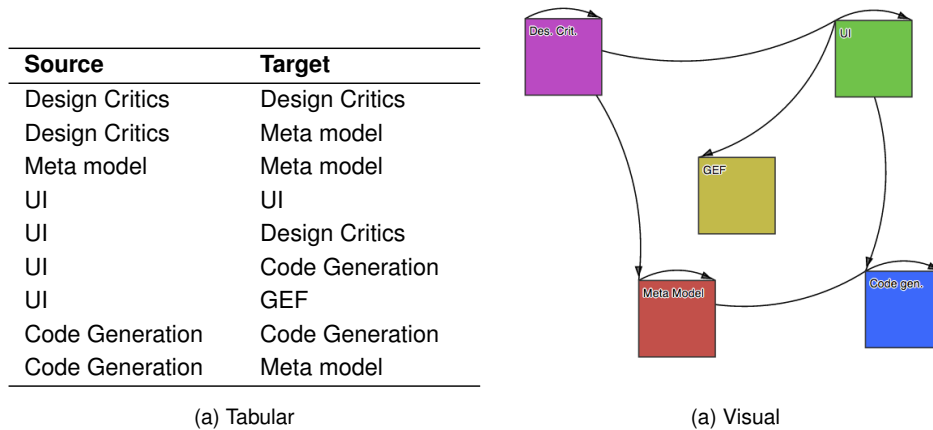 Source Target
Design Critics Design Critics
Design Critics Meta model
Meta model Meta model
UI UI
UI Design Critics
UI Code Generation
UI GEF
Code Generation Code Generation
Code Generation Meta model
(a) Tabular
Des. Crit.
UI
GEF
Meta Model
Code gen.
(a) Visual